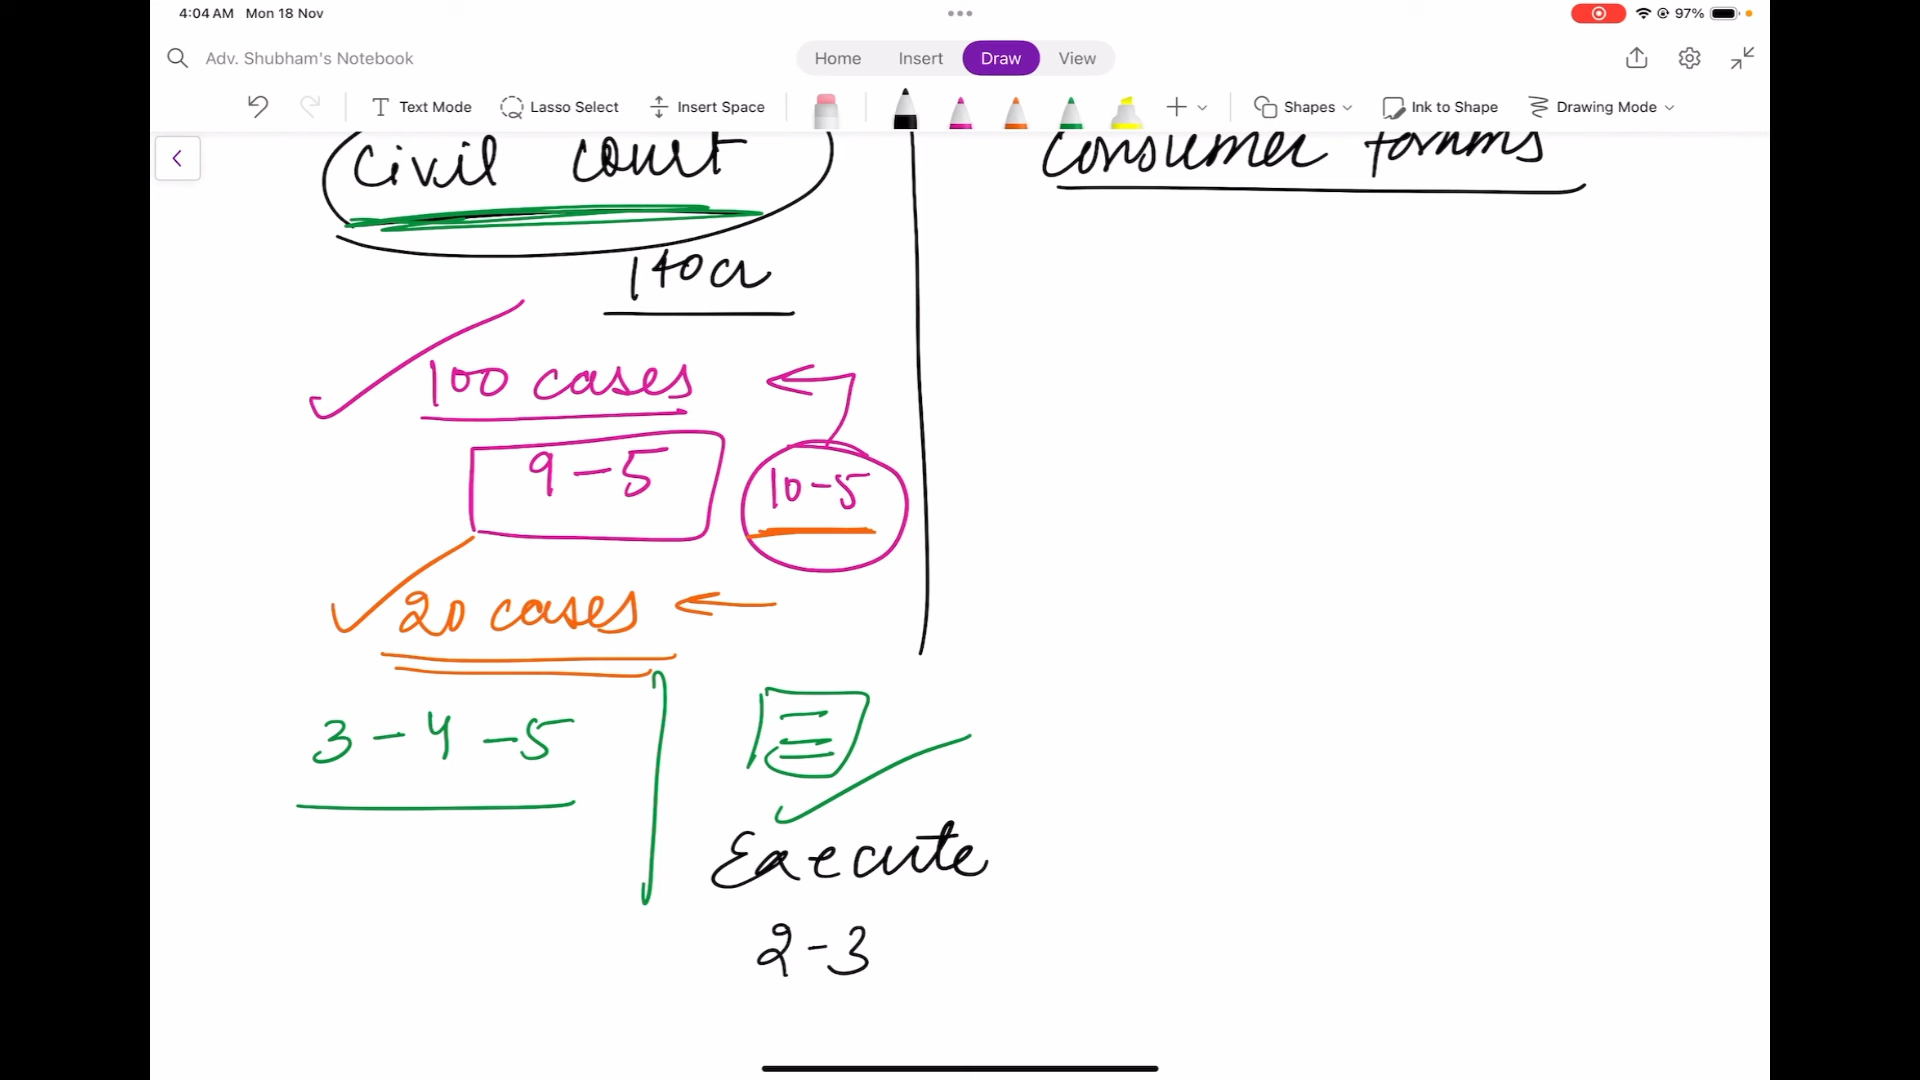 4:04 AM Mon 18 Nov
97%
Adv. Shubham's Notebook
Home Insert Draw View
Text Mode Lasso Select Insert Space Shapes Ink to Shape Drawing Mode
Civil Court
Consumer forums
140 cr
100 cases
9-5
10-5
20 cases
3-4-5
Execute
2-3